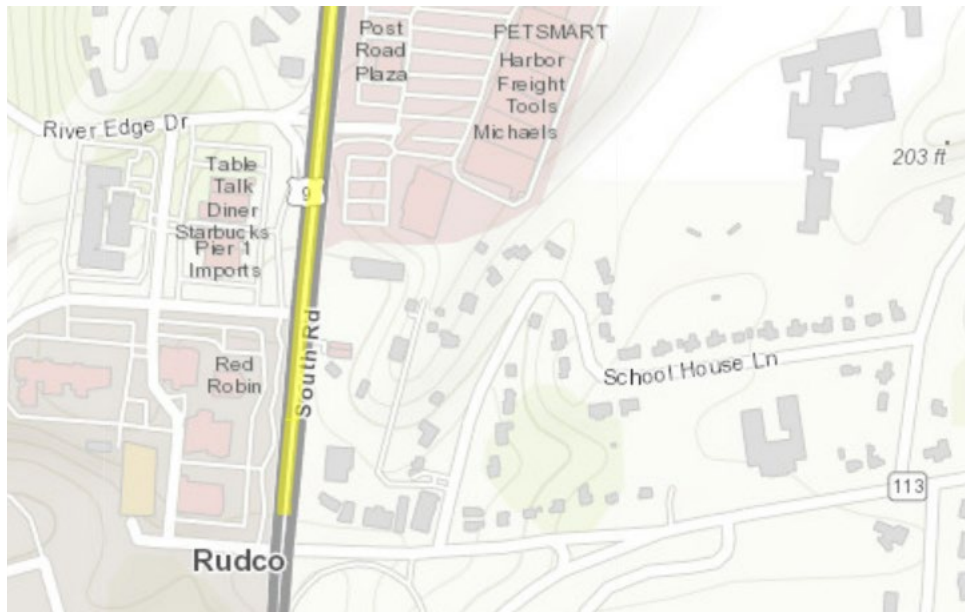 Post
Road
Plaza
PETSMART
Harbor
Freight
Tools
Michaels
River Edge Dr
203 ft
Table
Talk
Diner
Starbucks
Pier 1
Imports
9
South Rd
Red
Robin
School House Ln
113
Rudco